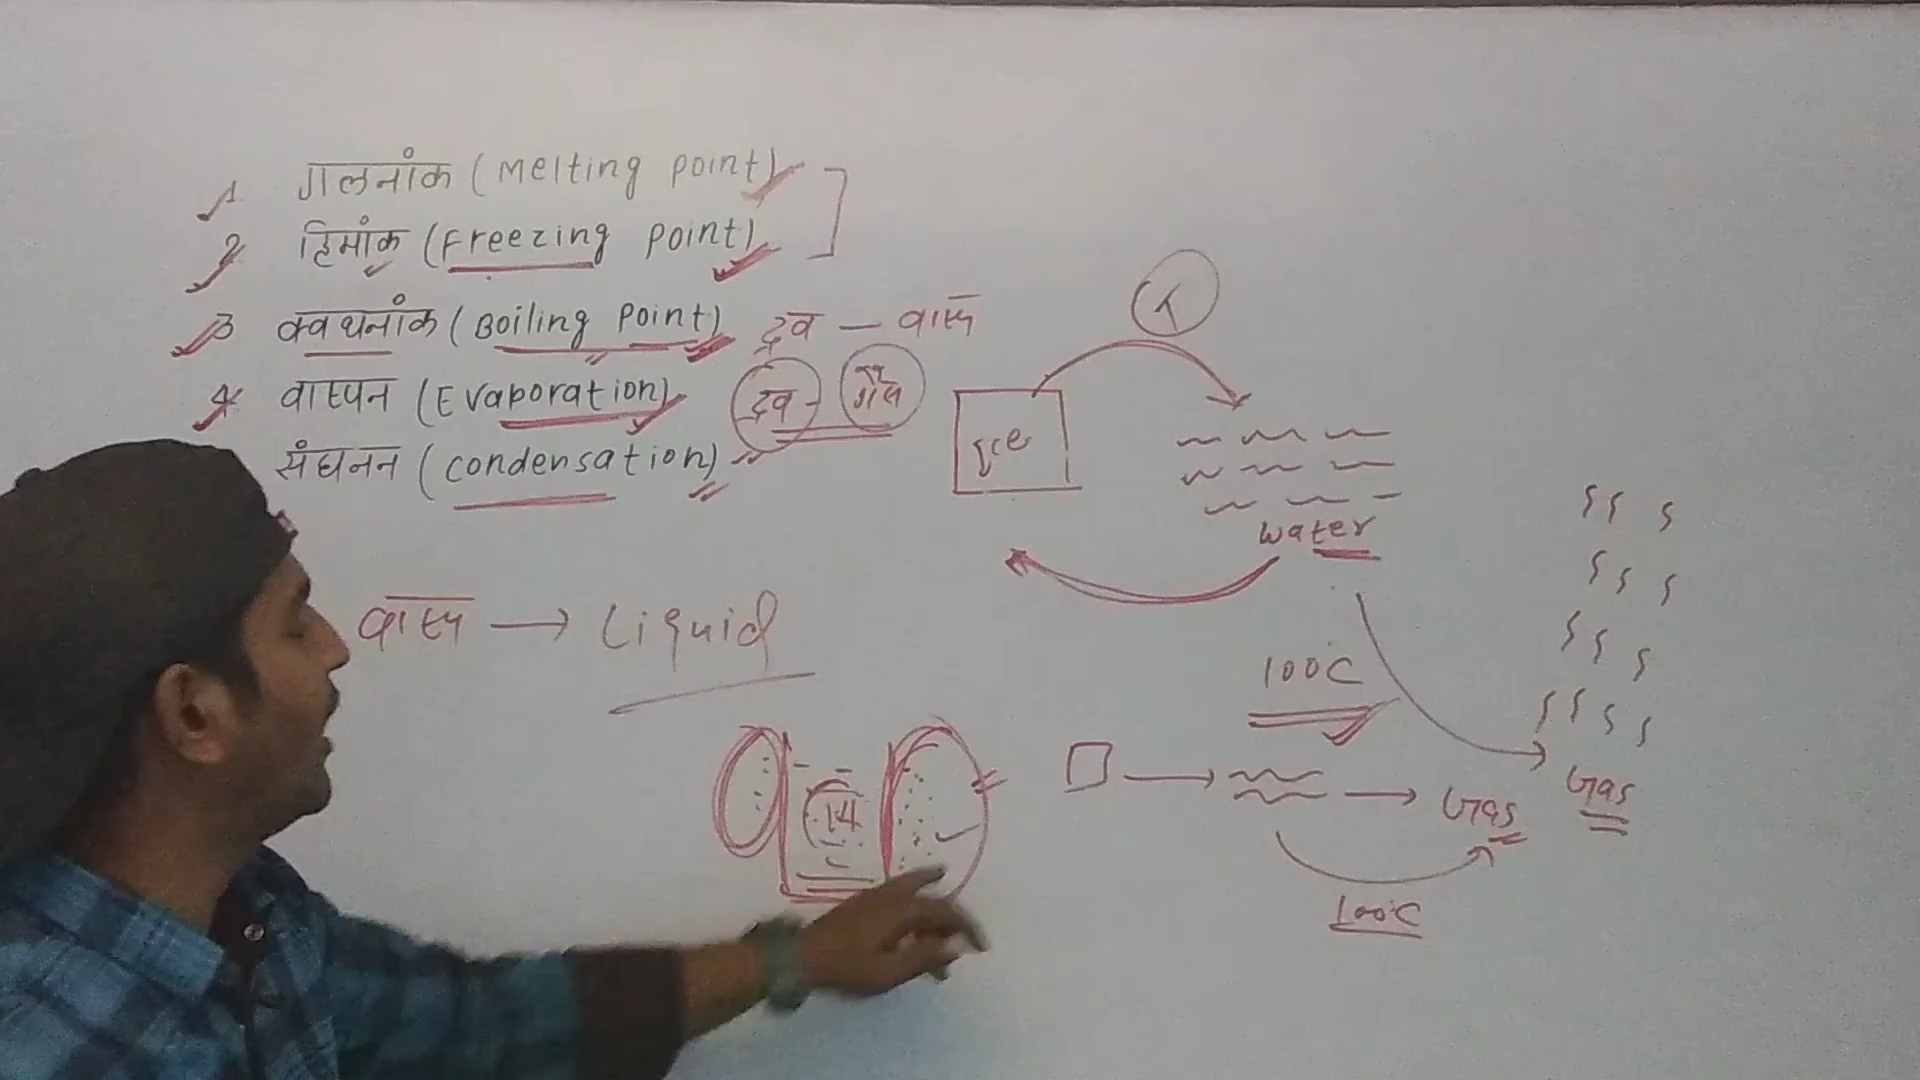 1 गलनांक (Melting point)
2 हिमांक (Freezing point)
3 क्वथनांक (Boiling point) द्रव — वाष्प
4 वाष्पन (Evaporation) द्रव -
संघनन (condensation)
Ice
water
वाष्प → Liquid
100°C
→ → Gas
Gas
100°C